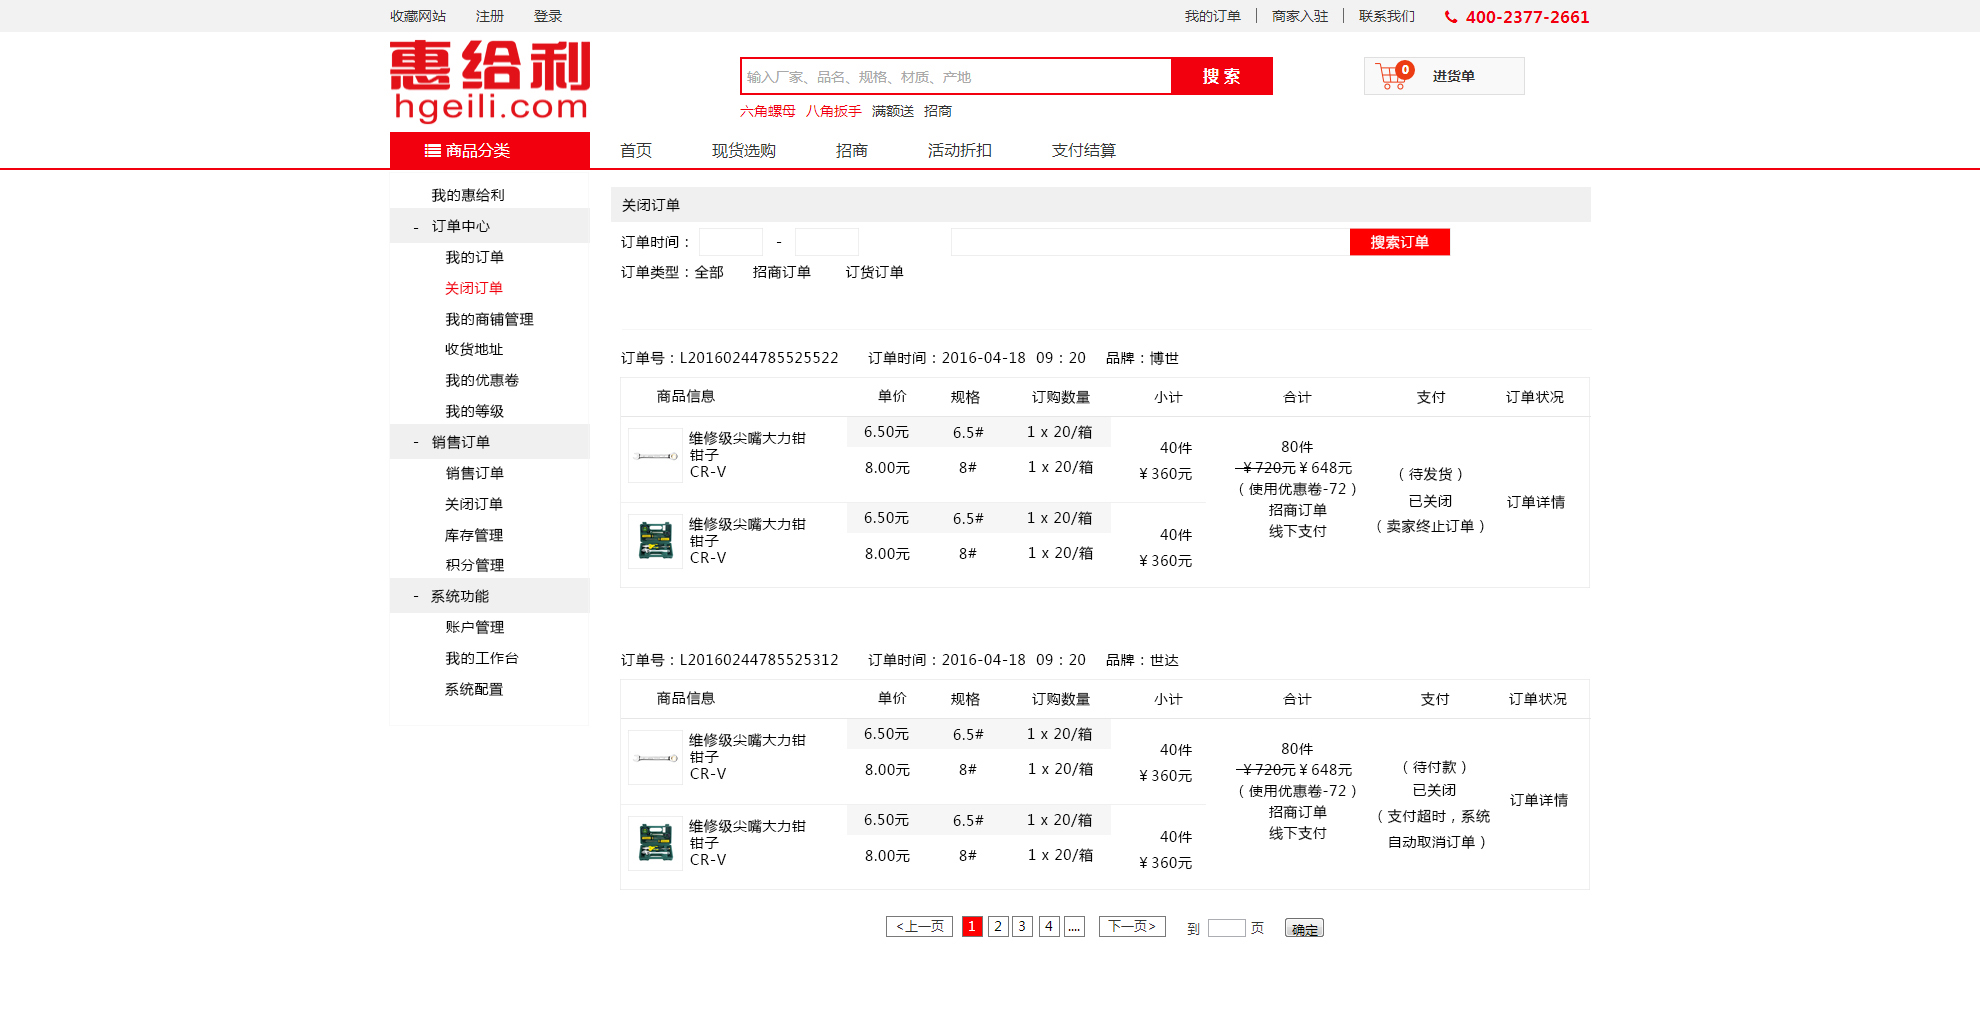 收藏网站 注册 登录 我的订单 商家入驻 联系我们 400-2377-2661
惠给利
hgeili.com
输入厂家、品名、规格、材质、产地 搜 索 0 进货单
六角螺母 八角扳手 满额送 招商
商品分类 首页 现货选购 招商 活动折扣 支付结算
我的惠给利
- 订单中心
我的订单
关闭订单
我的商铺管理
收货地址
我的优惠卷
我的等级
- 销售订单
销售订单
关闭订单
库存管理
积分管理
- 系统功能
账户管理
我的工作台
系统配置
关闭订单
订单时间： - 搜索订单
订单类型：全部 招商订单 订货订单
订单号：L20160244785525522 订单时间：2016-04-18 09：20 品牌：博世
商品信息 单价 规格 订购数量 小计 合计 支付 订单状况
维修级尖嘴大力钳
钳子
CR-V
6.50元 6.5# 1 x 20/箱
8.00元 8# 1 x 20/箱
40件
￥360元
维修级尖嘴大力钳
钳子
CR-V
6.50元 6.5# 1 x 20/箱
8.00元 8# 1 x 20/箱
40件
￥360元
80件
￥720元￥648元
（使用优惠卷-72）
招商订单
线下支付
（待发货）
已关闭
（卖家终止订单）
订单详情
订单号：L20160244785525312 订单时间：2016-04-18 09：20 品牌：世达
商品信息 单价 规格 订购数量 小计 合计 支付 订单状况
维修级尖嘴大力钳
钳子
CR-V
6.50元 6.5# 1 x 20/箱
8.00元 8# 1 x 20/箱
40件
￥360元
维修级尖嘴大力钳
钳子
CR-V
6.50元 6.5# 1 x 20/箱
8.00元 8# 1 x 20/箱
40件
￥360元
80件
￥720元￥648元
（使用优惠卷-72）
招商订单
线下支付
（待付款）
已关闭
（支付超时，系统
自动取消订单）
订单详情
<上一页 1 2 3 4 .... 下一页> 到 页 确定